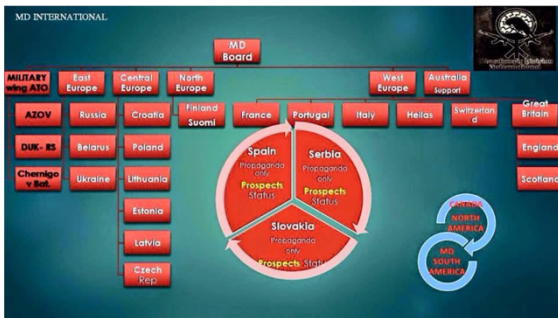 MD INTERNATIONAL
MD
Board
MILITARY
wing ATO
East
Europe
Central
Europe
North
Europe
West
Europe
Australia
Support
AZOV
Russia
Croatia
Finland
Suomi
France
Portugal
Italy
Hellas
Switzerlan
d
Great
Britain
DUK- RS
Belarus
Poland
England
Chernigo
v Bat.
Ukraine
Lithuania
Scotland
Estonia
Latvia
Czech
Rep
Spain
Propaganda
only
Prospects
Status
Serbia
Propaganda
only
Prospects
Status
Slovakia
Propaganda
only
Prospects Status
CANADA
NORTH
AMERICA
MD
SOUTH
AMERICA